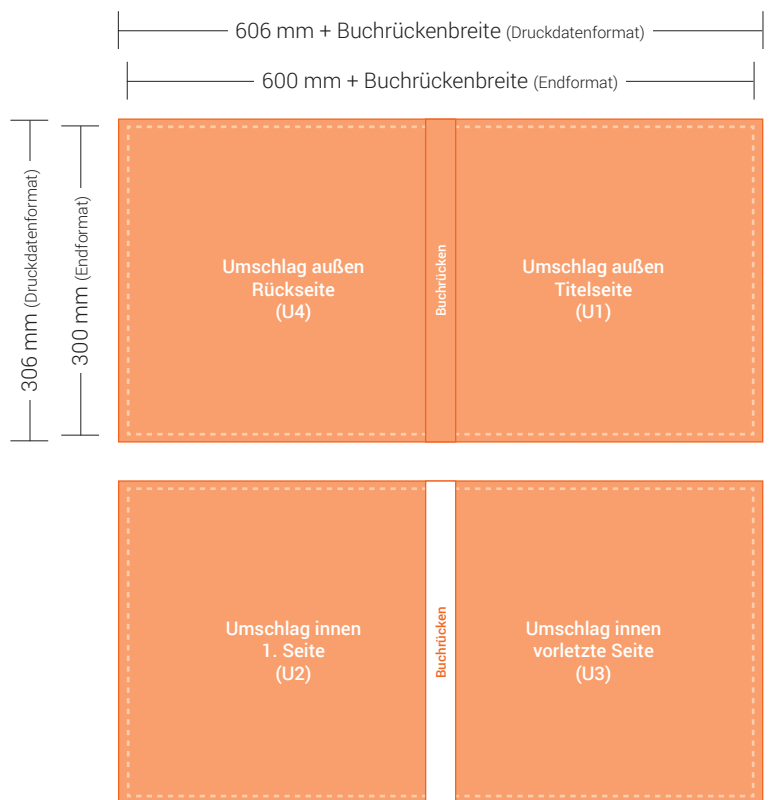 606 mm + Buchrückenbreite (Druckdatenformat)
600 mm + Buchrückenbreite (Endformat)
306 mm (Druckdatenformat)
300 mm (Endformat)
Umschlag außen
Rückseite
(U4)
Buchrücken
Umschlag außen
Titelseite
(U1)
Umschlag innen
1. Seite
(U2)
Buchrücken
Umschlag innen
vorletzte Seite
(U3)